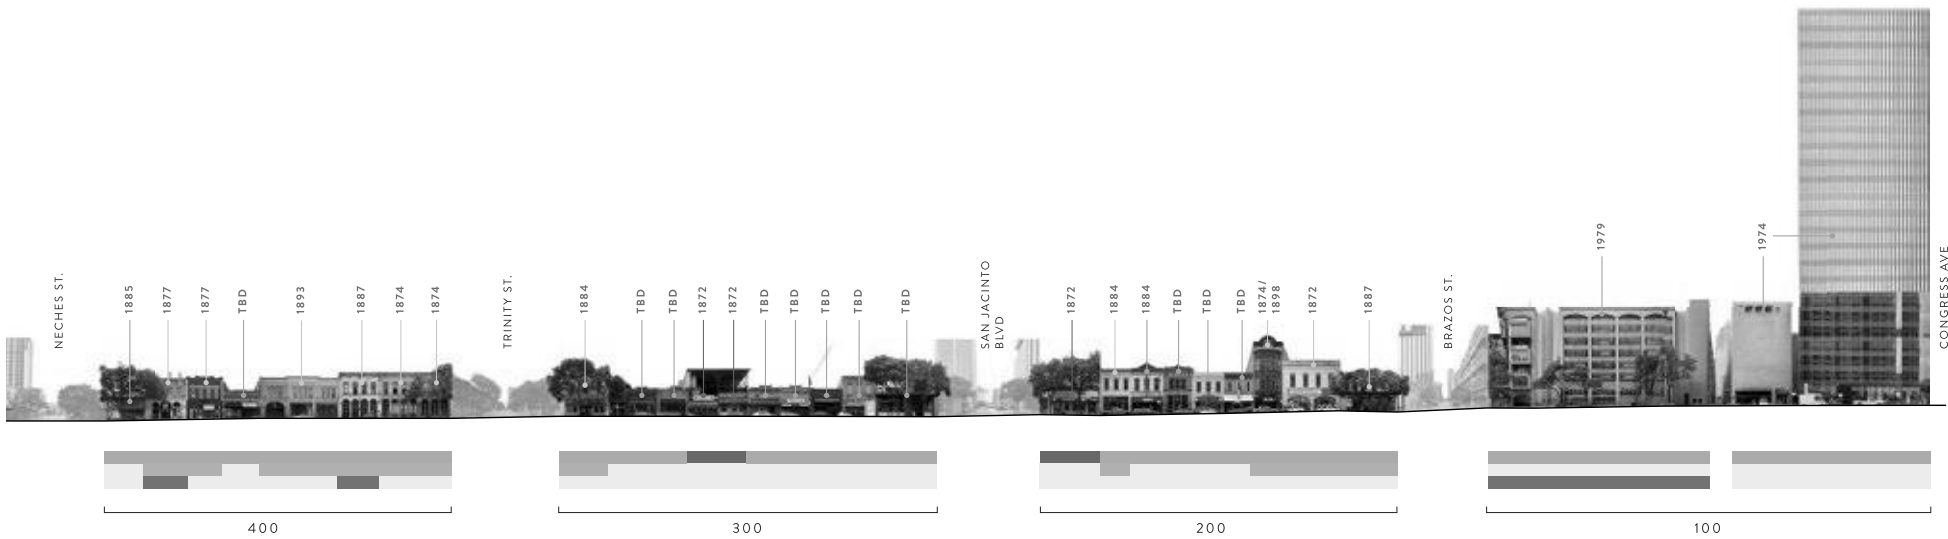 NECHES ST.
1885
1877
1877
TBD
1893
1887
1874
1874
TRINITY ST.
1884
TBD
TBD
1872
1872
TBD
TBD
TBD
TBD
TBD
SAN JACINTO
BLVD
1872
1884
1884
TBD
TBD
TBD
1874/
1898
1872
1887
BRAZOS ST.
1979
1974
CONGRESS AVE
400
300
200
100